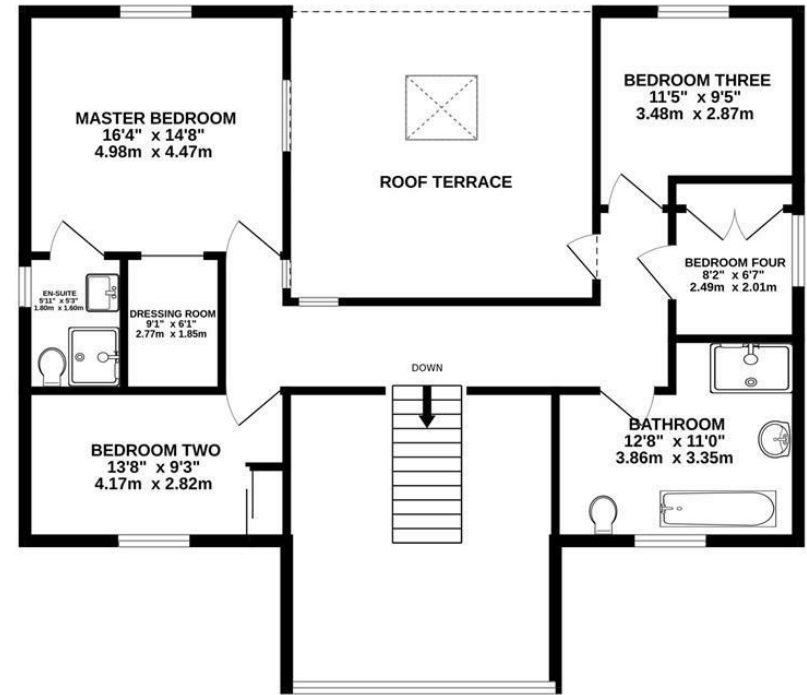 MASTER BEDROOM
16'4" x 14'8"
4.98m x 4.47m
ROOF TERRACE
BEDROOM THREE
11'5" x 9'5"
3.48m x 2.87m
EN-SUITE
5'11" x 5'3"
1.80m x 1.60m
DRESSING ROOM
9'1" x 6'1"
2.77m x 1.85m
BEDROOM FOUR
8'2" x 6'7"
2.49m x 2.01m
DOWN
BEDROOM TWO
13'8" x 9'3"
4.17m x 2.82m
BATHROOM
12'8" x 11'0"
3.86m x 3.35m